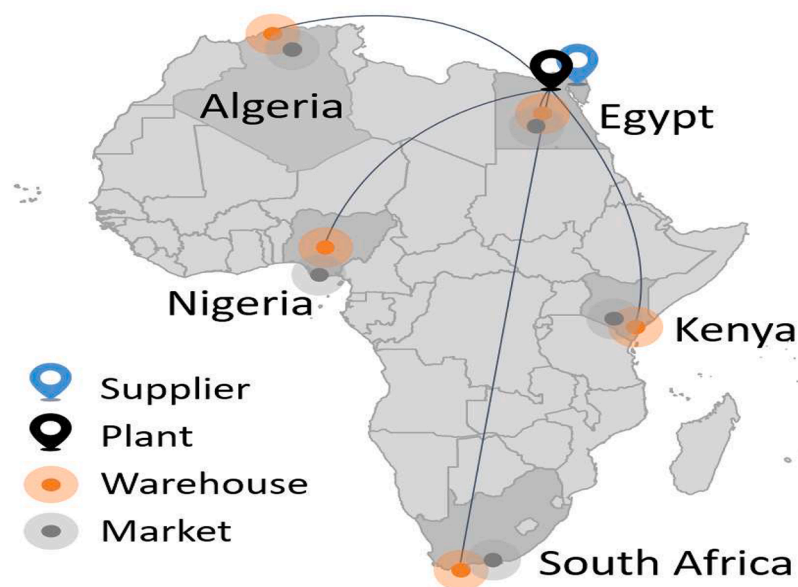 Algeria
Egypt
Nigeria
Kenya
Supplier
Plant
Warehouse
Market
South Africa